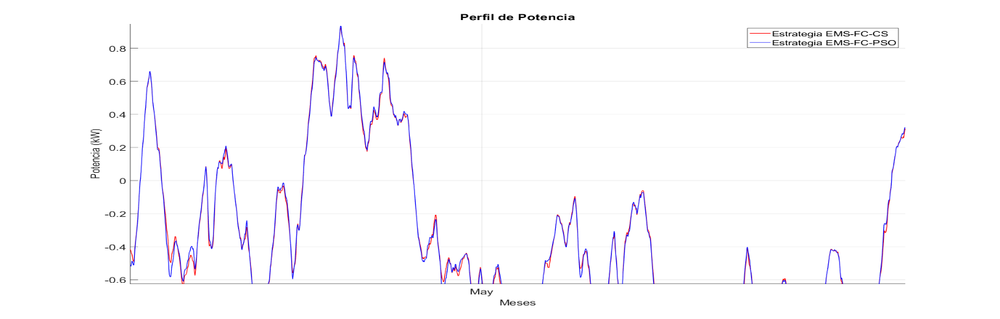 Perfil de Potencia
Estrategia EMS-FC-CS
Estrategia EMS-FC-PSO
0.8
0.6
0.4
0.2
0
-0.2
-0.4
-0.6
Potencia (kW)
May
Meses